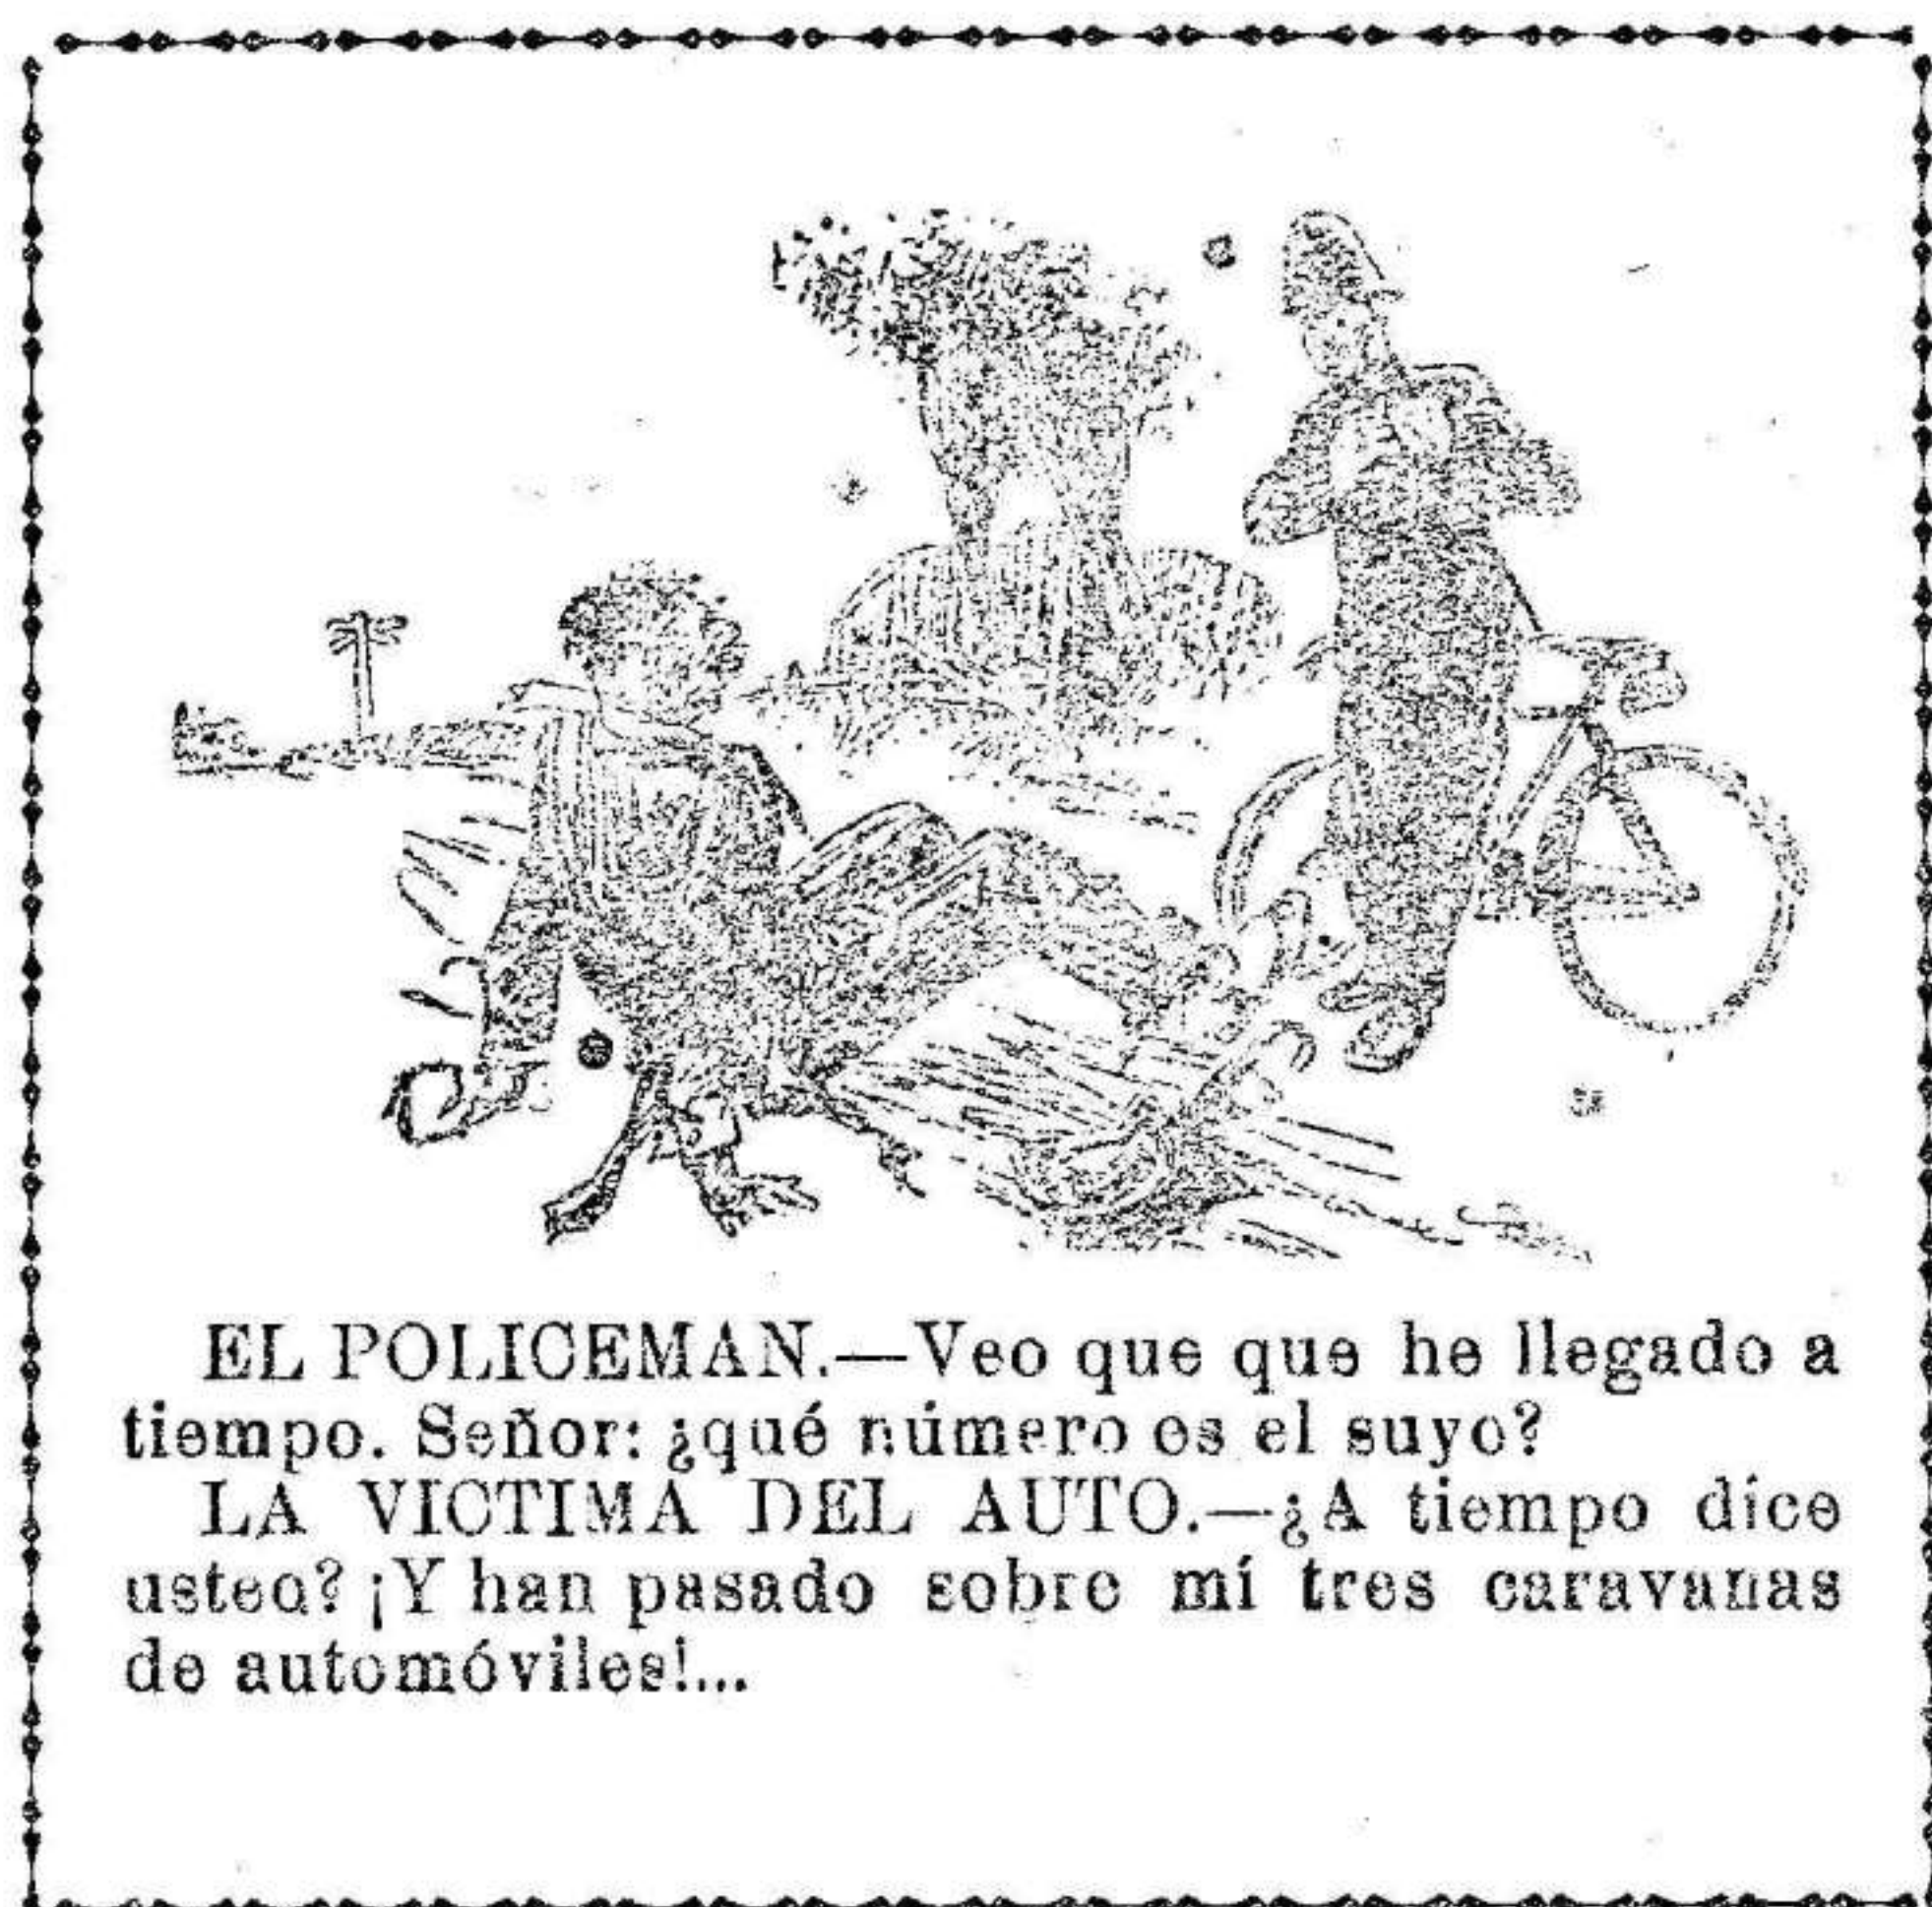 EL POLICEMAN.—Veo que que he llegado a
tiempo. Señor: ¿qué número es el suyo?
LA VICTIMA DEL AUTO.—¿A tiempo dice
usted? ¡Y han pasado sobre mí tres caravanas
de automóviles!...